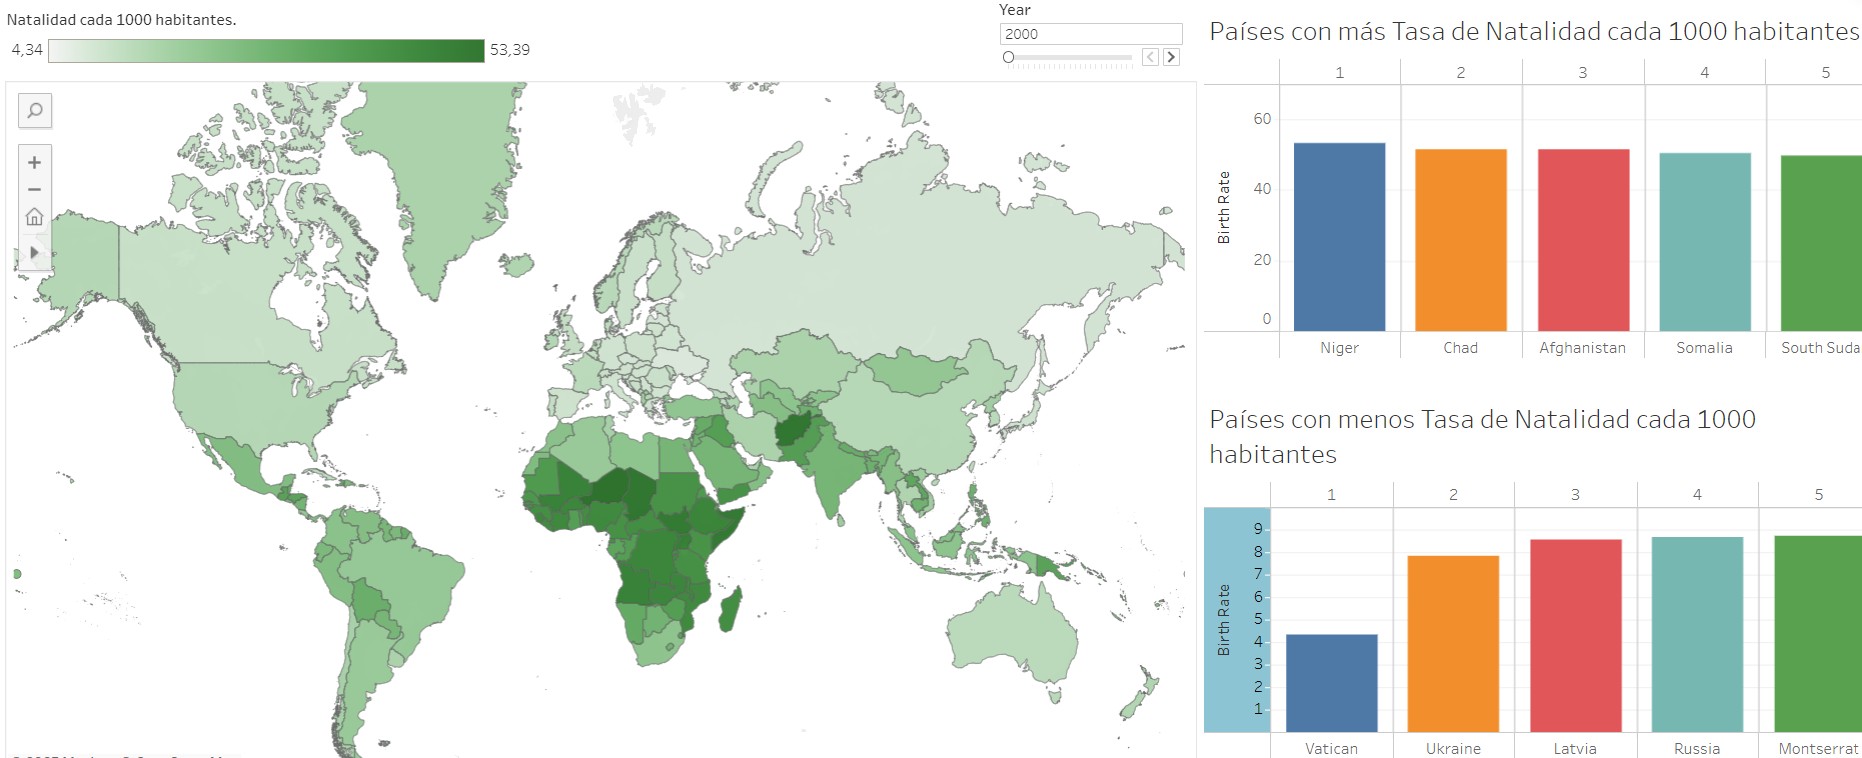 Natalidad cada 1000 habitantes.
4,34
53,39
Year
2000
Países con más Tasa de Natalidad cada 1000 habitantes
1 2 3 4 5
60
40
20
0
Birth Rate
Niger Chad Afghanistan Somalia South Suda
Países con menos Tasa de Natalidad cada 1000
habitantes
1 2 3 4 5
9
8
7
6
5
4
3
2
1
Birth Rate
Vatican Ukraine Latvia Russia Montserrat